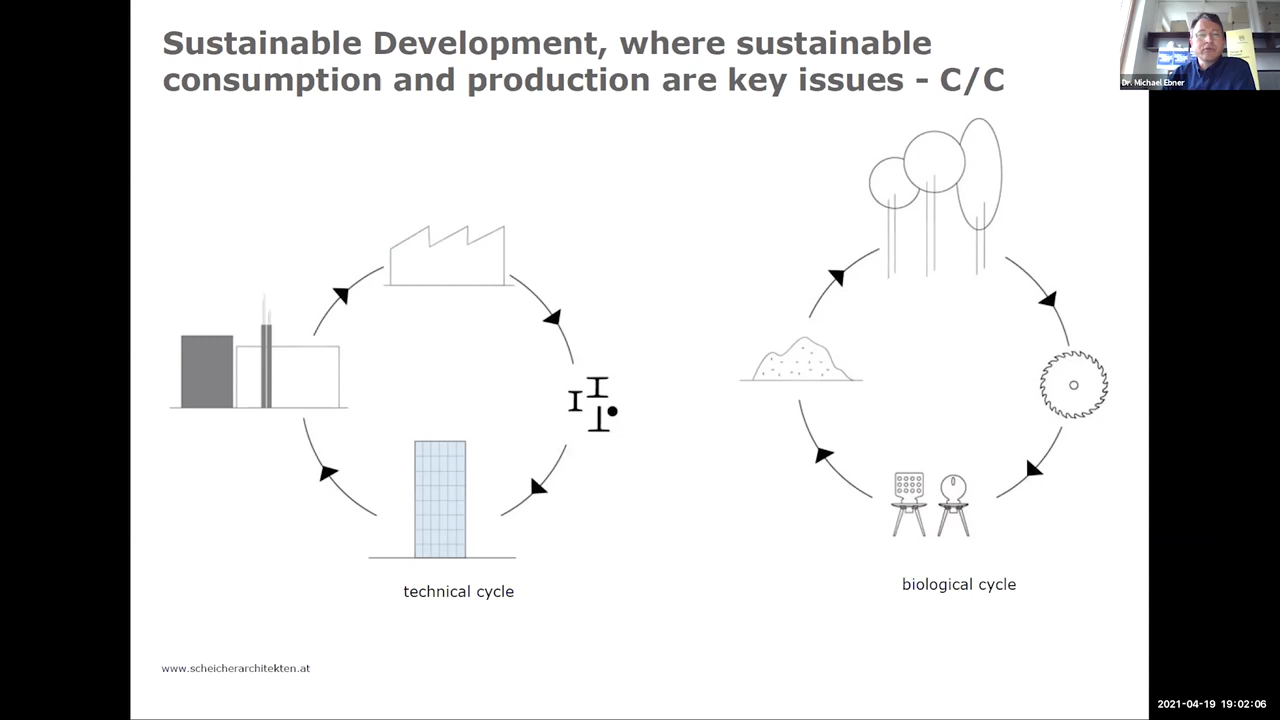 Sustainable Development, where sustainable
consumption and production are key issues - C/C
Dr. Michael Ebner
technical cycle
biological cycle
www.scheicherarchitekten.at
2021-04-19 19:02:06